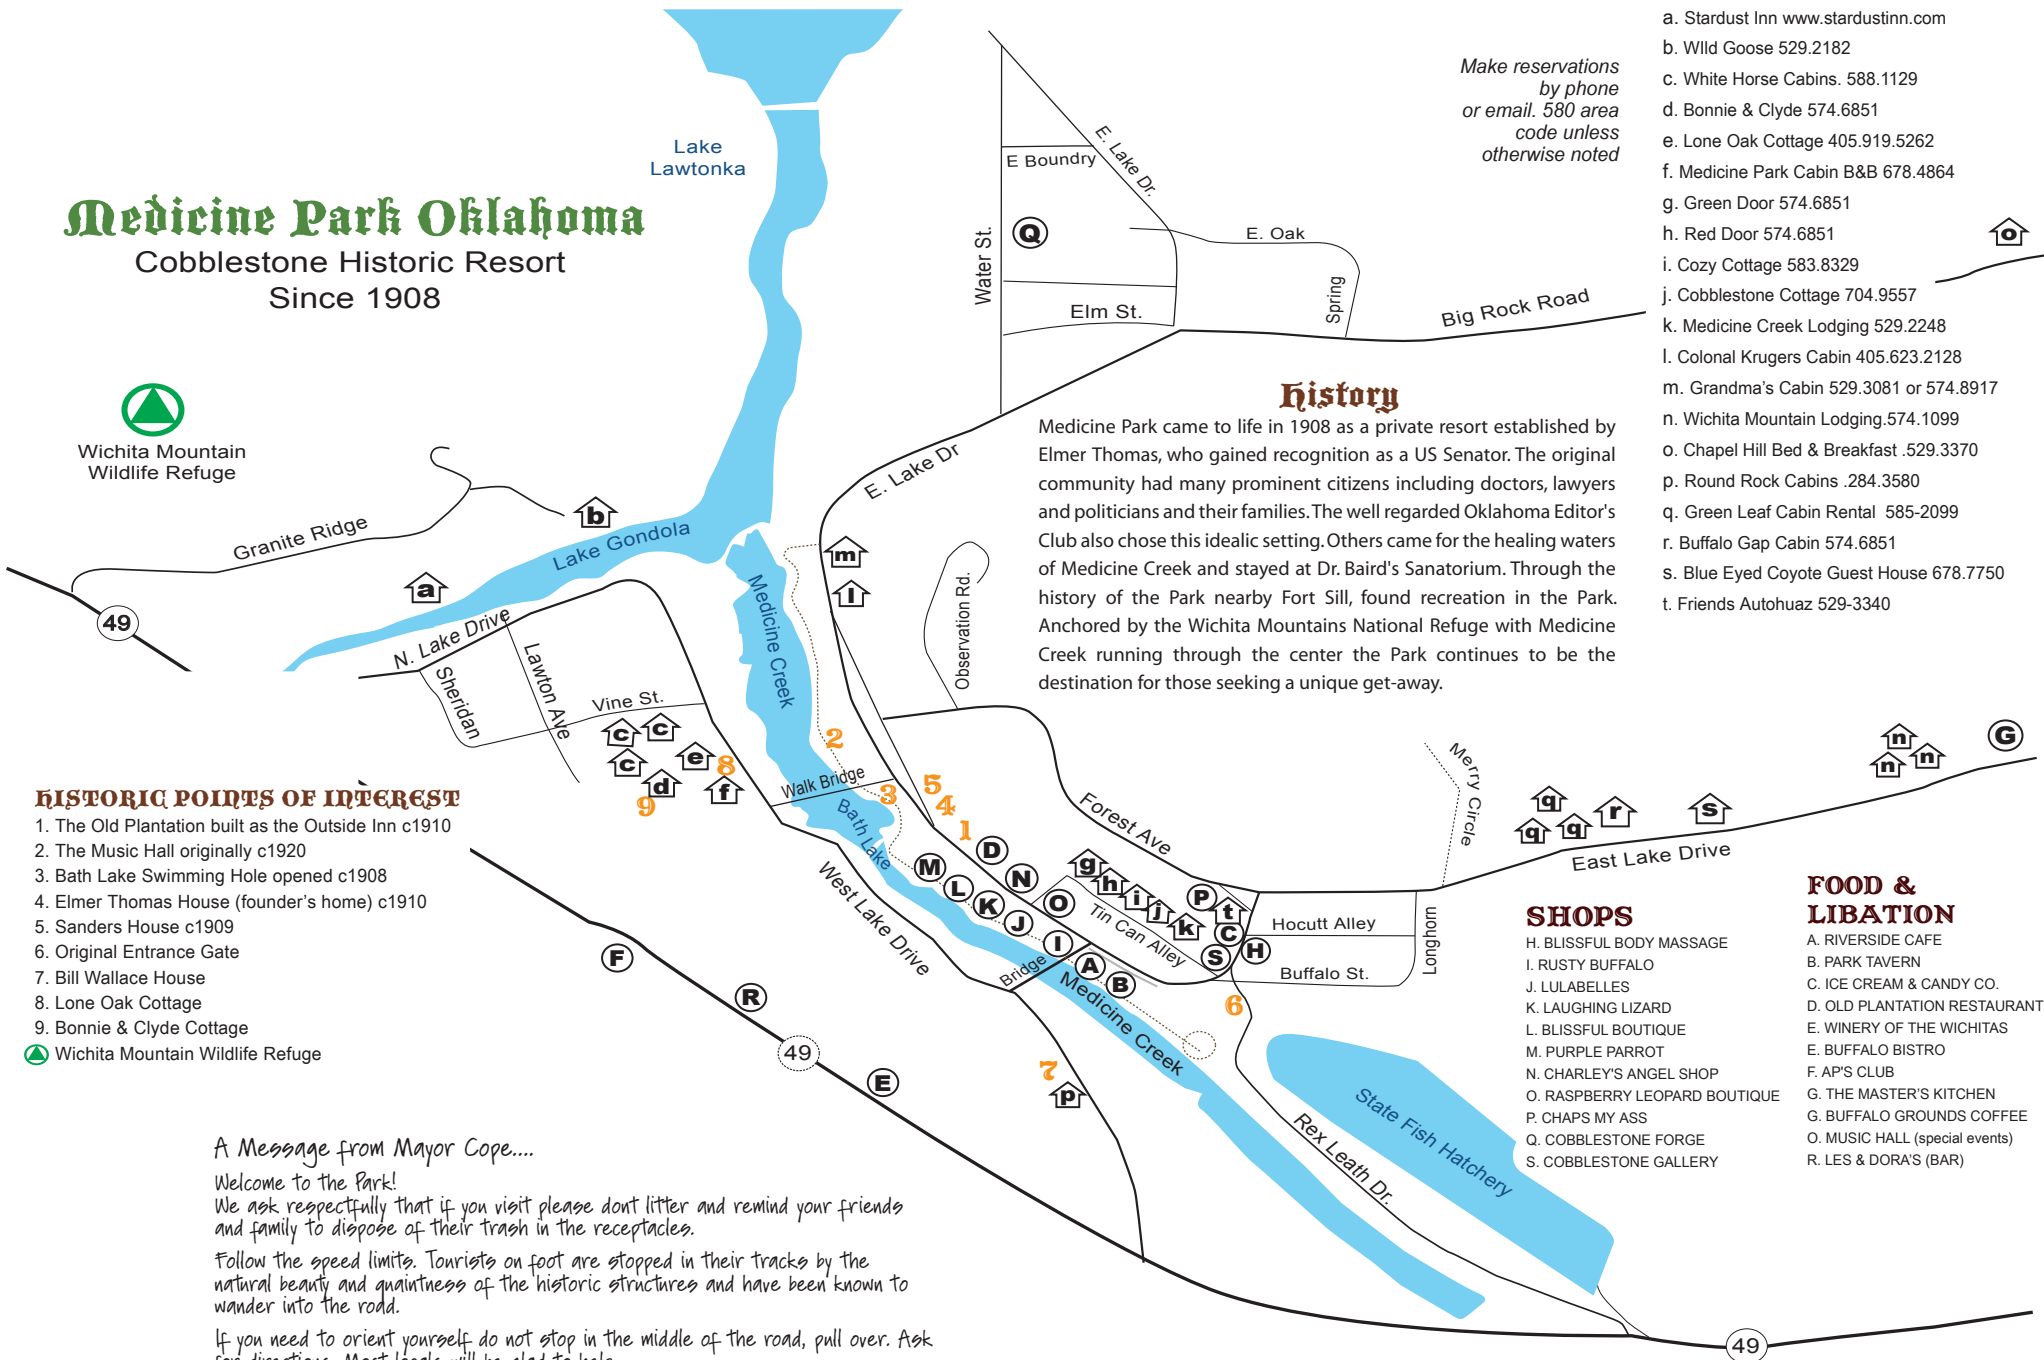 Medicine Park Oklahoma
Cobblestone Historic Resort
Since 1908
Wichita Mountain
Wildlife Refuge
Make reservations
by phone
or email. 580 area
code unless
otherwise noted
a. Stardust Inn www.stardustinn.com
b. WIld Goose 529.2182
c. White Horse Cabins. 588.1129
d. Bonnie & Clyde 574.6851
e. Lone Oak Cottage 405.919.5262
f. Medicine Park Cabin B&B 678.4864
g. Green Door 574.6851
h. Red Door 574.6851
i. Cozy Cottage 583.8329
j. Cobblestone Cottage 704.9557
k. Medicine Creek Lodging 529.2248
l. Colonal Krugers Cabin 405.623.2128
m. Grandma's Cabin 529.3081 or 574.8917
n. Wichita Mountain Lodging.574.1099
o. Chapel Hill Bed & Breakfast .529.3370
p. Round Rock Cabins .284.3580
q. Green Leaf Cabin Rental 585-2099
r. Buffalo Gap Cabin 574.6851
s. Blue Eyed Coyote Guest House 678.7750
t. Friends Autohuaz 529-3340
Lake
Lawtonka
E Boundry
E. Lake Dr.
Water St.
Q
E. Oak
Elm St.
Spring
Big Rock Road
o
History
Medicine Park came to life in 1908 as a private resort established by
Elmer Thomas, who gained recognition as a US Senator. The original
community had many prominent citizens including doctors, lawyers
and politicians and their families. The well regarded Oklahoma Editor's
Club also chose this idealic setting. Others came for the healing waters
of Medicine Creek and stayed at Dr. Baird's Sanatorium. Through the
history of the Park nearby Fort Sill, found recreation in the Park.
Anchored by the Wichita Mountains National Refuge with Medicine
Creek running through the center the Park continues to be the
destination for those seeking a unique get-away.
E. Lake Dr
Granite Ridge
b
Lake Gondola
a
49
N. Lake Drive
Sheridan
Lawton Ave
Vine St.
Medicine Creek
m
l
Observation Rd.
c
c
c
d
e
f
8
9
2
Walk Bridge
3
Bath Lake
5
4
1
D
N
M
L
K
J
I
O
A
B
West Lake Drive
Bridge
Medicine Creek
Forest Ave
g
h
i
j
k
Tin Can Alley
P
t
C
S
H
Hocutt Alley
Buffalo St.
Longhorn
Merry Circle
q
q
q
r
s
n
n
n
G
East Lake Drive
6
7
p
F
R
49
E
Rex Leath Dr.
State Fish Hatchery
49
HISTORIC POINTS OF INTEREST
1. The Old Plantation built as the Outside Inn c1910
2. The Music Hall originally c1920
3. Bath Lake Swimming Hole opened c1908
4. Elmer Thomas House (founder's home) c1910
5. Sanders House c1909
6. Original Entrance Gate
7. Bill Wallace House
8. Lone Oak Cottage
9. Bonnie & Clyde Cottage
Wichita Mountain Wildlife Refuge
SHOPS
H. BLISSFUL BODY MASSAGE
I. RUSTY BUFFALO
J. LULABELLES
K. LAUGHING LIZARD
L. BLISSFUL BOUTIQUE
M. PURPLE PARROT
N. CHARLEY'S ANGEL SHOP
O. RASPBERRY LEOPARD BOUTIQUE
P. CHAPS MY ASS
Q. COBBLESTONE FORGE
S. COBBLESTONE GALLERY
FOOD &
LIBATION
A. RIVERSIDE CAFE
B. PARK TAVERN
C. ICE CREAM & CANDY CO.
D. OLD PLANTATION RESTAURANT
E. WINERY OF THE WICHITAS
E. BUFFALO BISTRO
F. AP'S CLUB
G. THE MASTER'S KITCHEN
G. BUFFALO GROUNDS COFFEE
O. MUSIC HALL (special events)
R. LES & DORA'S (BAR)
A Message from Mayor Cope....
Welcome to the Park!
We ask respectfully that if you visit please dont litter and remind your friends
and family to dispose of their trash in the receptacles.
Follow the speed limits. Tourists on foot are stopped in their tracks by the
natural beauty and quaintness of the historic structures and have been known to
wander into the road.
If you need to orient yourself do not stop in the middle of the road, pull over. Ask
for directions. Most locals will be glad to help.